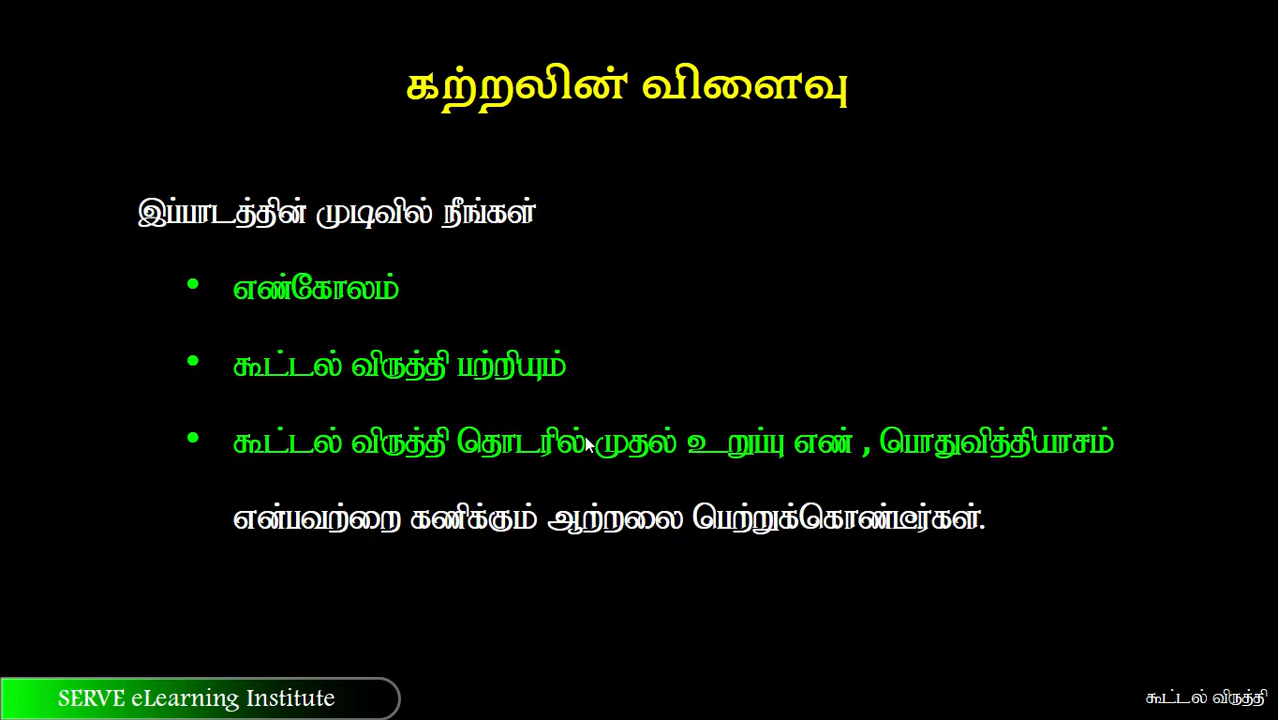 கற்றலின் விளைவு
இப்பாடத்தின் முடிவில் நீங்கள்
• எண்கோலம்
• கூட்டல் விருத்தி பற்றியும்
• கூட்டல் விருத்தி தொடரில் முதல் உறுப்பு எண் , பொதுவித்தியாசம்
என்பவற்றை கணிக்கும் ஆற்றலை பெற்றுக்கொண்டீர்கள்.
SERVE eLearning Institute
கூட்டல் விருத்தி